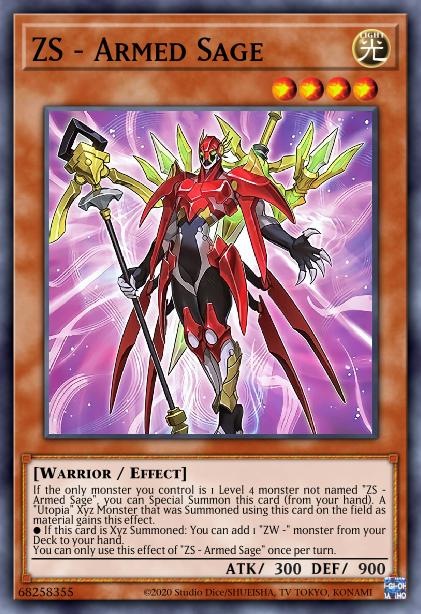 ZS - Armed Sage
LIGHT
光
[Warrior / Effect]
If the only monster you control is 1 Level 4 monster not named "ZS -
Armed Sage", you can Special Summon this card (from your hand). A
"Utopia" Xyz Monster that was Summoned using this card on the field as
material gains this effect.
● If this card is Xyz Summoned: You can add 1 "ZW -" monster from your
Deck to your hand.
You can only use this effect of "ZS - Armed Sage" once per turn.
ATK/ 300 DEF/ 900
68258355
©2020 Studio Dice/SHUEISHA, TV TOKYO, KONAMI